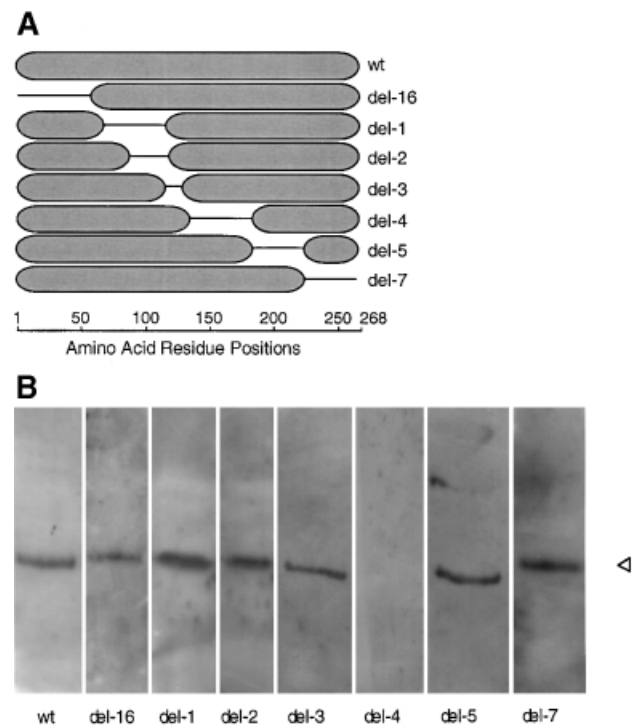 A
wt
del-16
del-1
del-2
del-3
del-4
del-5
del-7
1 50 100 150 200 250 268
Amino Acid Residue Positions
B
wt del-16 del-1 del-2 del-3 del-4 del-5 del-7